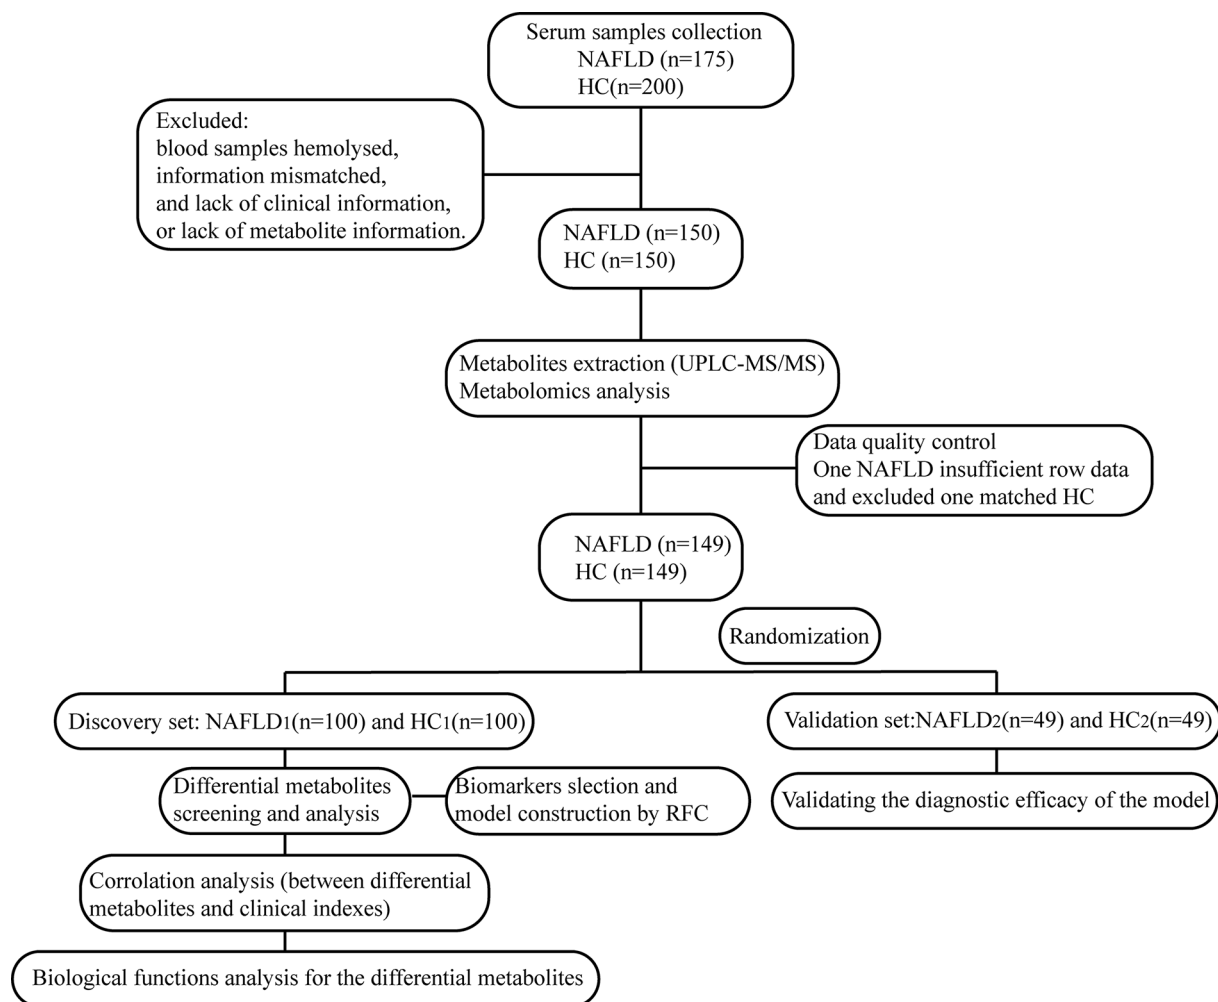 Serum samples collection
NAFLD (n=175)
HC(n=200)
Excluded:
blood samples hemolysed,
information mismatched,
and lack of clinical information,
or lack of metabolite information.
NAFLD (n=150)
HC (n=150)
Metabolites extraction (UPLC-MS/MS)
Metabolomics analysis
Data quality control
One NAFLD insufficient row data
and excluded one matched HC
NAFLD (n=149)
HC (n=149)
Randomization
Discovery set: NAFLD1(n=100) and HC1(n=100)
Validation set:NAFLD2(n=49) and HC2(n=49)
Differential metabolites
screening and analysis
Biomarkers slection and
model construction by RFC
Validating the diagnostic efficacy of the model
Corrolation analysis (between differential
metabolites and clinical indexes)
Biological functions analysis for the differential metabolites